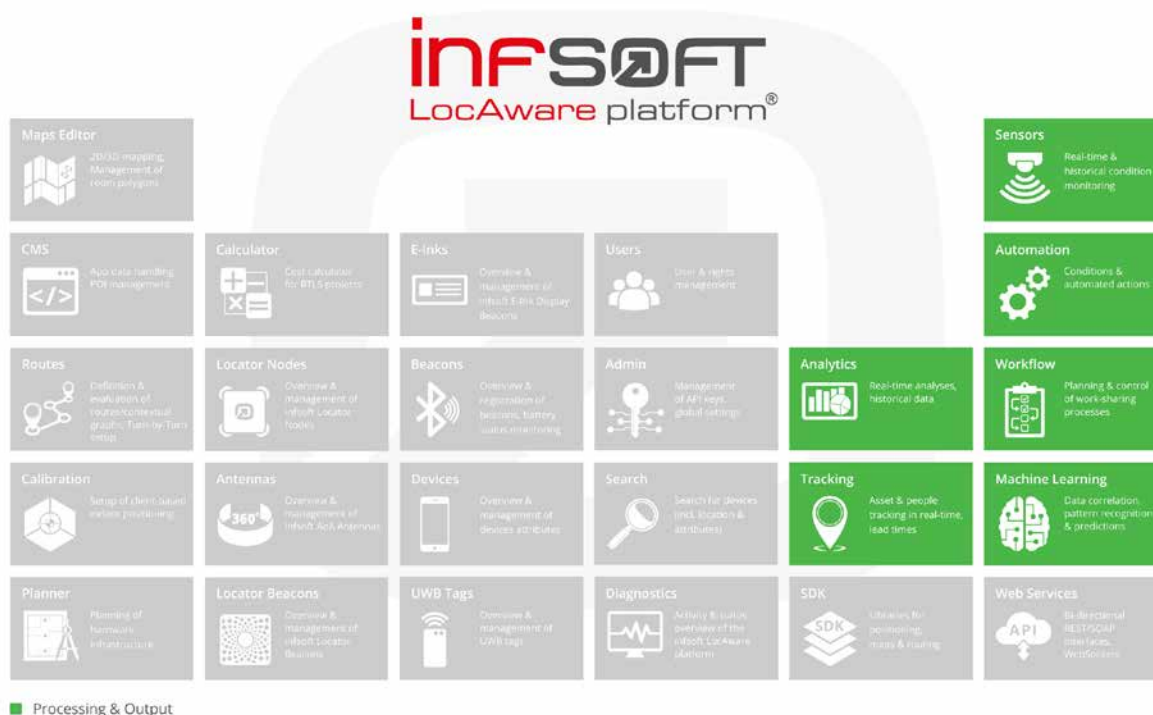 infsoft
LocAware platform®
Maps Editor
2D/3D mapping,
Management of
room polygons
Sensors
Real-time &
historical condition
monitoring
CMS
App data handling
POI management
</>
Calculator
Cost calculation
for RTLS projects
E-Inks
Overview &
management of
infsoft E-Ink Display
Beacons
Users
User & rights
management
Automation
Conditions &
automated actions
Routes
Definition &
evaluation of
routes/contextual
graphs, Turn-by-Turn
setup
Locator Nodes
Overview &
management of
infsoft Locator
Nodes
Beacons
Overview &
registration of
beacons, battery
status monitoring
Admin
Management
of API keys,
global settings
Analytics
Real-time analyses,
historical data
Workflow
Planning & control
of work-sharing
processes
Calibration
Setup of client-based
indoor positioning
Antennas
360°
Overview &
management of
infsoft AoA Antennas
Devices
Overview &
management of
devices attributes
Search
Search for devices
(incl. location &
attributes)
Tracking
Asset & people
tracking in real-time,
lead times
Machine Learning
Data correlation,
pattern recognition
& predictions
Planner
Planning of
hardware
infrastructure
Locator Beacons
Overview &
management of
infsoft Locator
Beacons
UWB Tags
Overview &
management of
UWB tags
Diagnostics
Activity & status
overview of the
infsoft LocAware
platform
SDK
SDK
Libraries for
positioning,
maps & routing
Web Services
API
Bi-directional
REST/SOAP
interfaces,
WebSockets
Processing & Output